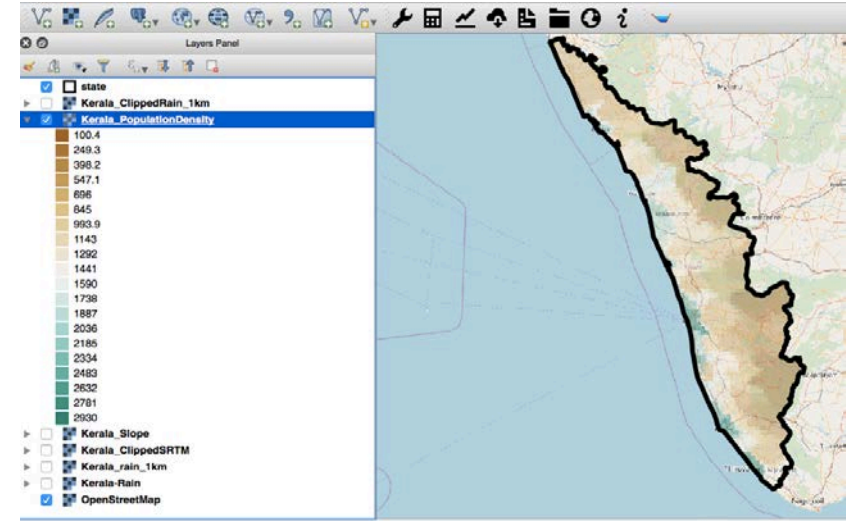 Layers Panel
state
Kerala_ClippedRain_1km
Kerala_PopulationDensity
100.4
249.3
398.2
547.1
696
845
993.9
1143
1292
1441
1590
1738
1887
2036
2185
2334
2483
2632
2781
2930
Kerala_Slope
Kerala_ClippedSRTM
Kerala_rain_1km
Kerala-Rain
OpenStreetMap